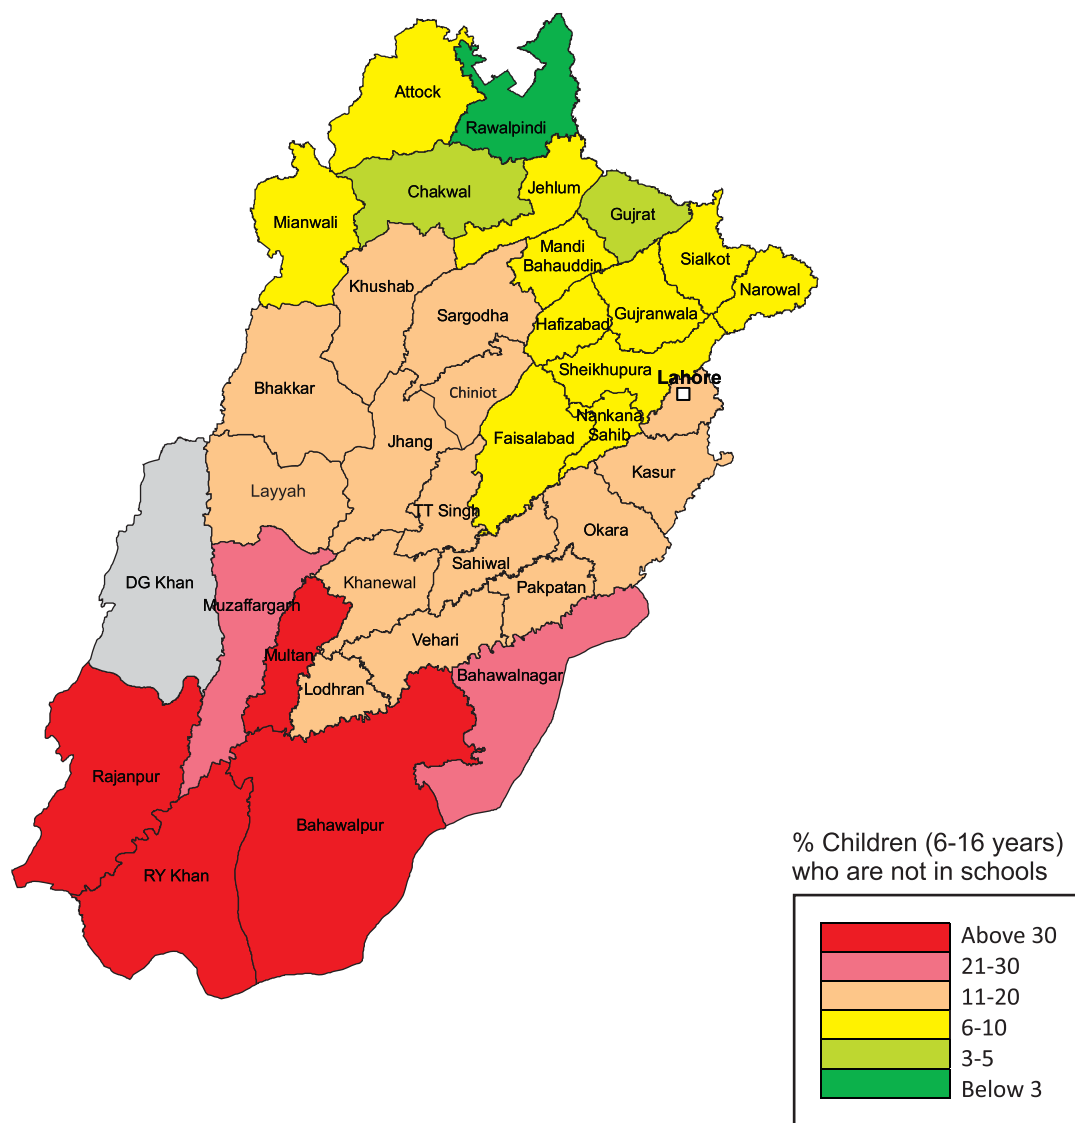 Attock
Rawalpindi
Chakwal
Jehlum
Mianwali
Gujrat
Mandi
Bahauddin
Sialkot
Khushab
Narowal
Sargodha
Hafizabad
Gujranwala
Sheikhupura
Lahore
Bhakkar
Chiniot
Nankana
Sahib
Jhang
Faisalabad
Kasur
Layyah
TT Singh
Okara
DG Khan
Khanewal
Sahiwal
Pakpatan
Muzaffargarh
Vehari
Multan
Bahawalnagar
Lodhran
Rajanpur
Bahawalpur
RY Khan
% Children (6-16 years)
who are not in schools
Above 30
21-30
11-20
6-10
3-5
Below 3